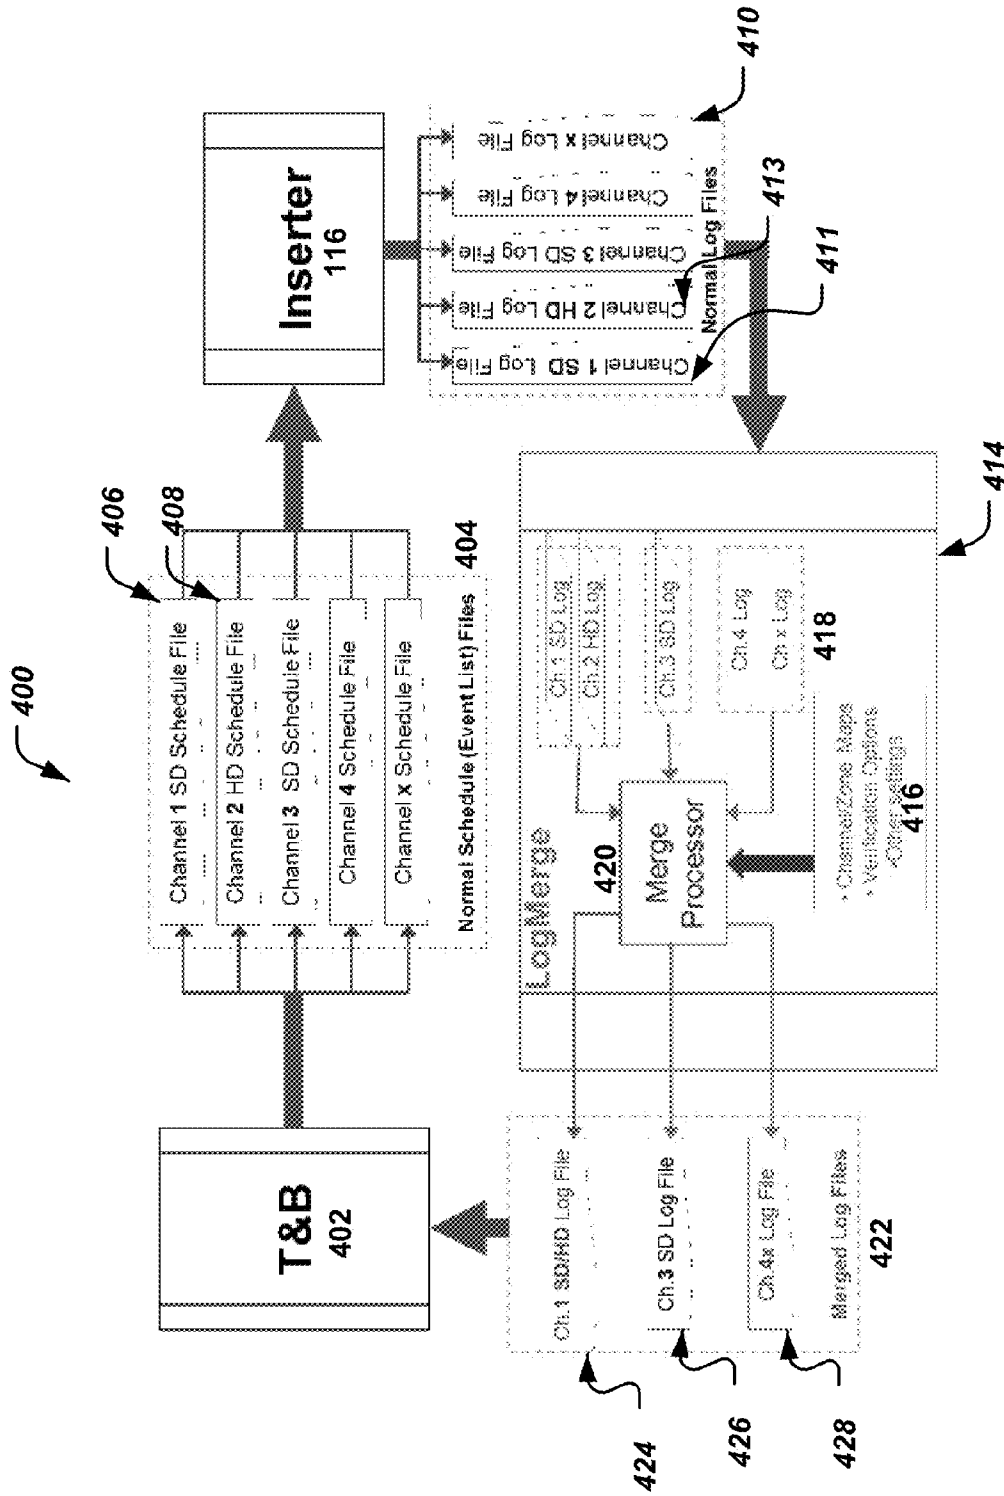 400
T&B
402
Channel 1 SD Schedule File
Channel 2 HD Schedule File
Channel 3 SD Schedule File
Channel 4 Schedule File
Channel x Schedule File
Normal Schedule (Event List) Files
404
406
408
Inserter
116
Channel 1 SD Log File
Channel 2 HD Log File
Channel 3 SD Log File
Channel 4 Log File
Channel x Log File
Normal Log Files
410
413
411
LogMerge
Ch.1 SD Log
Ch.2 HD Log
Ch.3 SD Log
Ch.4 Log
Ch x Log
418
420
Merge
Processor
• Channel/Zone Maps
• Verification Options
•Other settings
416
414
Ch.1 SD/HD Log File
Ch.3 SD Log File
Ch.4x Log File
Merged Log Files
422
424
426
428